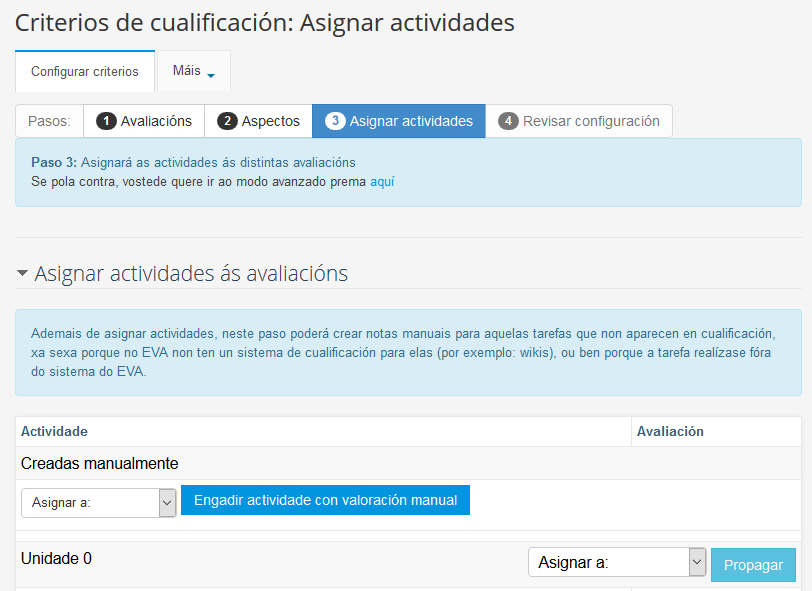 Criterios de cualificación: Asignar actividades
Configurar criterios
Máis
Pasos:
1 Avaliacións
2 Aspectos
3 Asignar actividades
4 Revisar configuración
Paso 3: Asignará as actividades ás distintas avaliacións
Se pola contra, vostede quere ir ao modo avanzado prema aquí
Asignar actividades ás avaliacións
Ademais de asignar actividades, neste paso poderá crear notas manuais para aquelas tarefas que non aparecen en cualificación,
xa sexa porque no EVA non ten un sistema de cualificación para elas (por exemplo: wikis), ou ben porque a tarefa realízase fóra
do sistema do EVA.
Actividade
Avaliación
Creadas manualmente
Asignar a:
Engadir actividade con valoración manual
Unidade 0
Asignar a:
Propagar